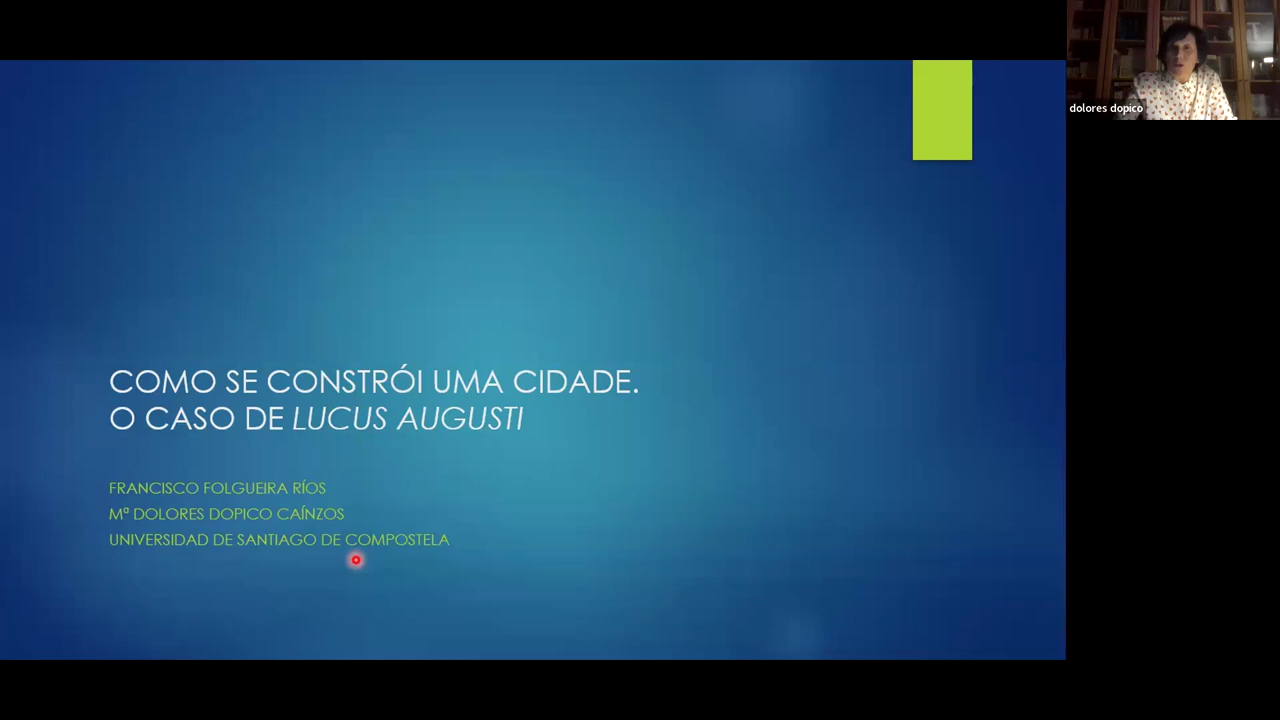 dolores dopico
COMO SE CONSTRÓI UMA CIDADE.
O CASO DE LUCUS AUGUSTI
FRANCISCO FOLGUEIRA RÍOS
Mª DOLORES DOPICO CAÍNZOS
UNIVERSIDAD DE SANTIAGO DE COMPOSTELA